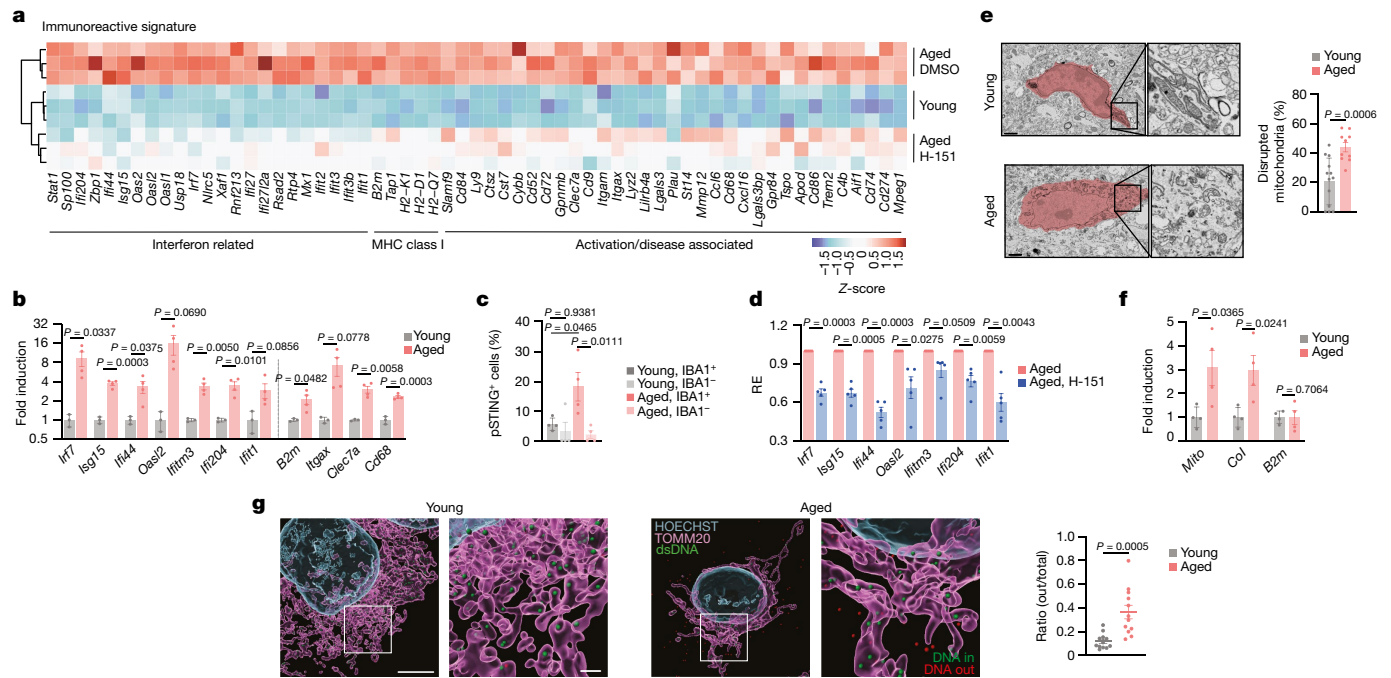 a
Immunoreactive signature
Aged
DMSO
Young
Aged
H-151
Stat1 Sp100 Ifi204 Zbp1 Ifi44 Isg15 Oas2 Oasl2 Oasl1 Usp18 Irf7 Nlrc5 Xaf1 Rnf213 Ifi27 Ifi27l2a Rsad2 Rtp4 Mx1 Ifit2 Ifit3 Ifit3b Ifit1 B2m Tap1 H2-K1 H2-D1 H2-Q7 Slamf9 Cd84 Ly9 Ctsz Cst7 Cybb Cd52 Cd72 Gpnmb Clec7a Cd9 Itgam Itgax Lyz2 Lilrb4a Lgals3 Plau St14 Mmp12 Ccl6 Cd68 Cxcl16 Lgals3bp Gpr84 Tspo Apod Cd86 Trem2 C4b Aif1 Cd74 Cd274 Mpeg1
Interferon related MHC class I Activation/disease associated
–1.5 –1.0 –0.5 0 0.5 1.0 1.5
Z-score
e
Young
Aged
Young
Aged
Disrupted
mitochondria (%)
80
60
40
20
0
P = 0.0006
b
Fold induction
32
16
8
4
2
1
0.5
P = 0.0337
P = 0.0003
P = 0.0375
P = 0.0690
P = 0.0050
P = 0.0101
P = 0.0856
P = 0.0482
P = 0.0778
P = 0.0058
P = 0.0003
Young
Aged
Irf7 Isg15 Ifi44 Oasl2 Ifitm3 Ifi204 Ifit1 B2m Itgax Clec7a Cd68
c
pSTING+ cells (%)
40
30
20
10
0
P = 0.9381
P = 0.0465
P = 0.0111
Young, IBA1+
Young, IBA1–
Aged, IBA1+
Aged, IBA1–
d
RE
1.2
0.9
0.6
0.3
P = 0.0003
P = 0.0005
P = 0.0003
P = 0.0275
P = 0.0509
P = 0.0059
P = 0.0043
Aged
Aged, H-151
Irf7 Isg15 Ifi44 Oasl2 Ifitm3 Ifi204 Ifit1
f
Fold induction
5
4
3
2
1
0
P = 0.0365
P = 0.0241
P = 0.7064
Young
Aged
Mito Col B2m
g
Young
Aged
HOECHST
TOMM20
dsDNA
DNA in
DNA out
Ratio (out/total)
1.0
0.8
0.6
0.4
0.2
0
P = 0.0005
Young
Aged